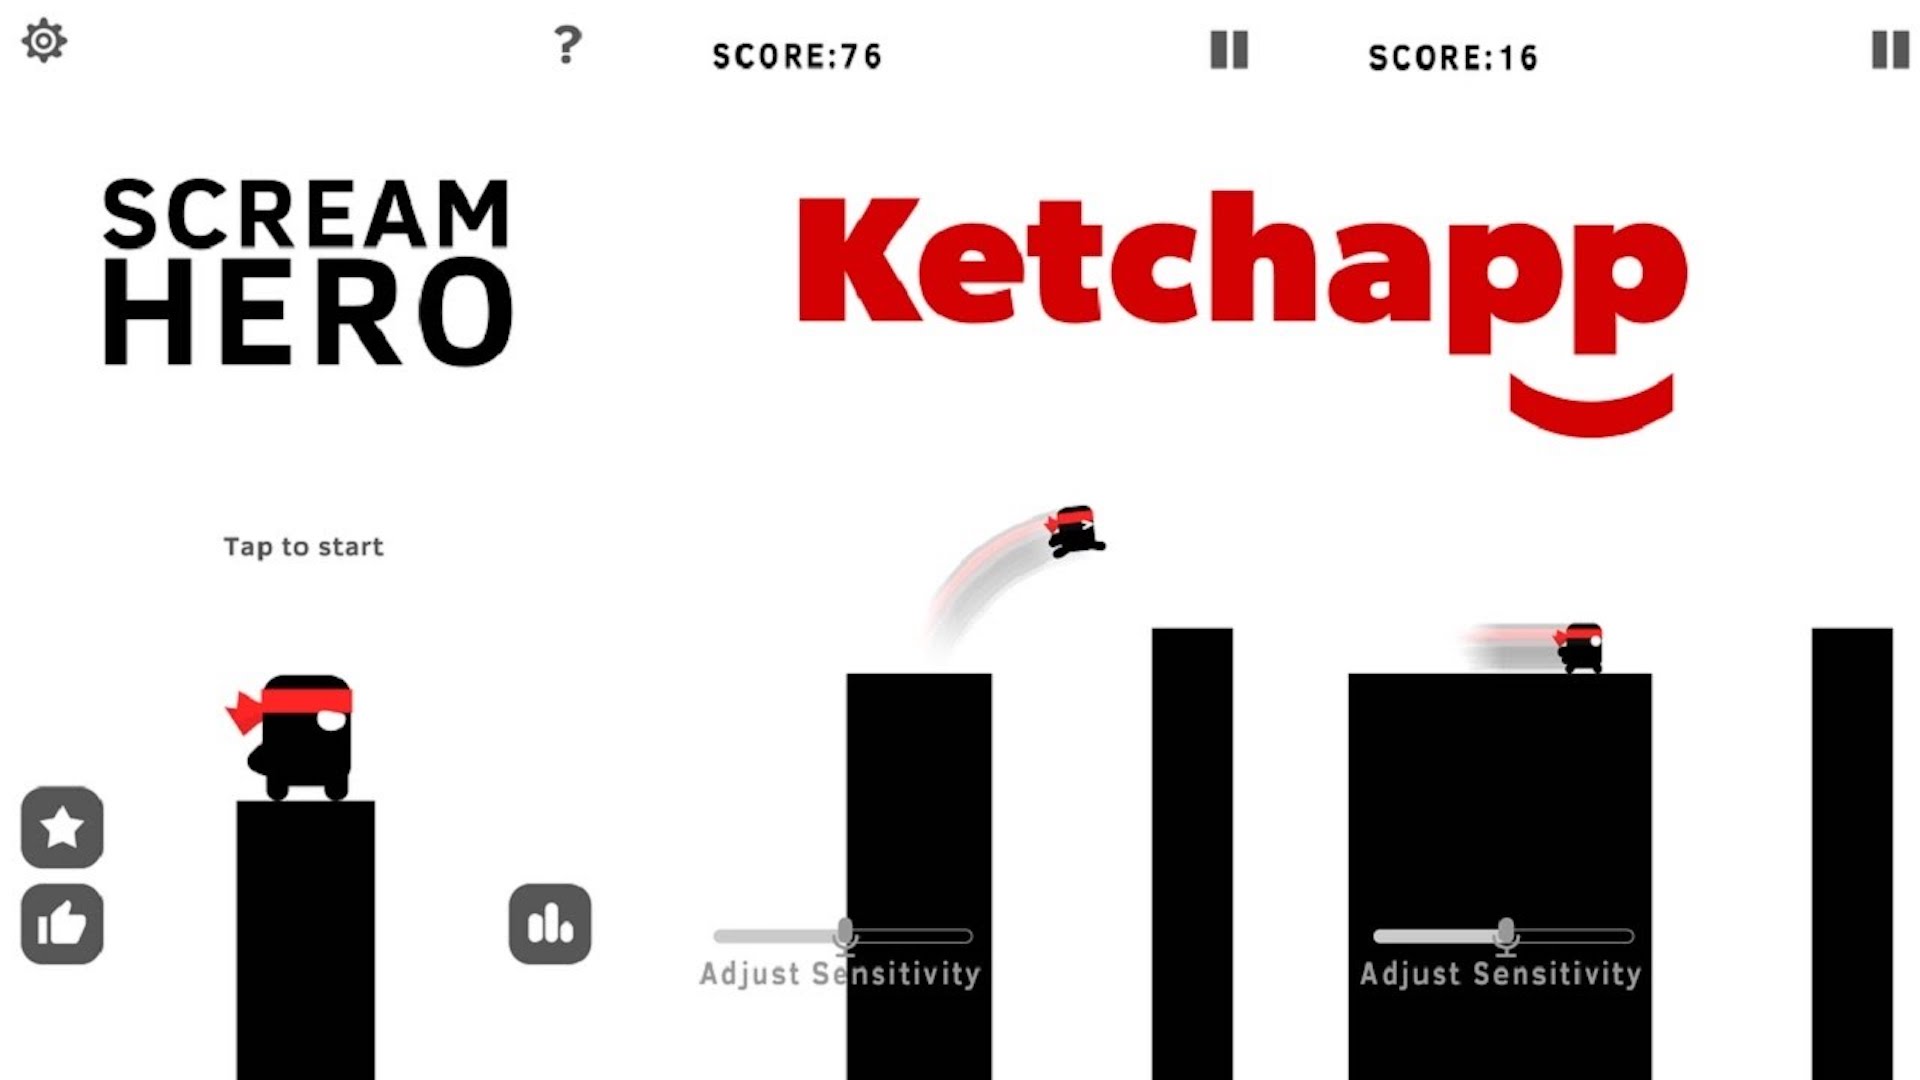 SCREAM
HERO
Tap to start
SCORE:76
SCORE:16
Ketchapp
Adjust Sensitivity
Adjust Sensitivity